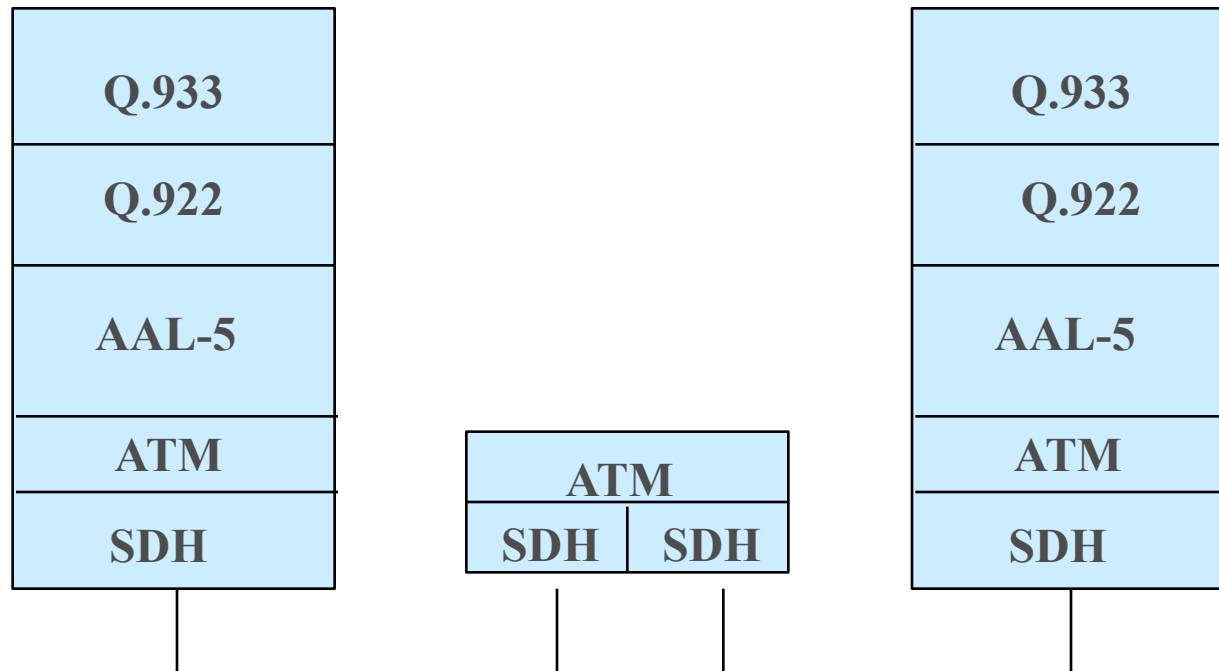 Q.933
Q.922
AAL-5
ATM
SDH
ATM
SDH SDH
Q.933
Q.922
AAL-5
ATM
SDH